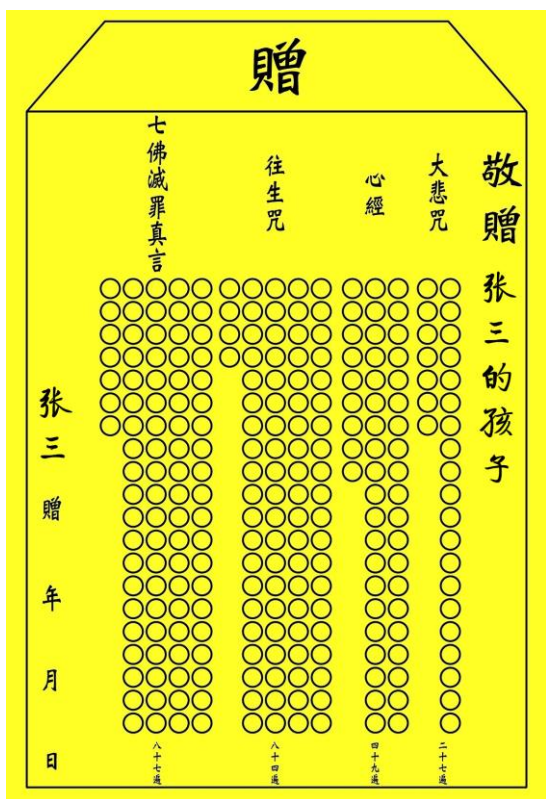 贈
敬贈 张三的孩子
大悲咒
二十七遍
心經
四十九遍
往生咒
八十四遍
七佛滅罪真言
八十七遍
张三 贈 年 月 日